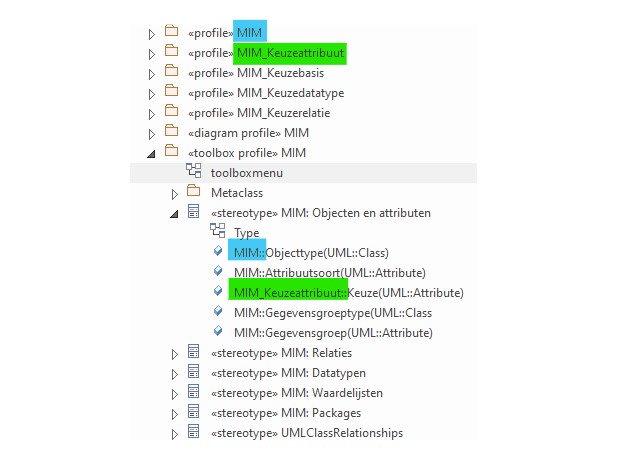 «profile» MIM
«profile» MIM_Keuzeattribuut
«profile» MIM_Keuzebasis
«profile» MIM_Keuzedatatype
«profile» MIM_Keuzerelatie
«diagram profile» MIM
«toolbox profile» MIM
toolboxmenu
Metaclass
«stereotype» MIM: Objecten en attributen
Type
MIM::Objecttype(UML::Class)
MIM::Attribuutsoort(UML::Attribute)
MIM_Keuzeattribuut::Keuze(UML::Attribute)
MIM::Gegevensgroeptype(UML::Class
MIM::Gegevensgroep(UML::Attribute)
«stereotype» MIM: Relaties
«stereotype» MIM: Datatypen
«stereotype» MIM: Waardelijsten
«stereotype» MIM: Packages
«stereotype» UMLClassRelationships